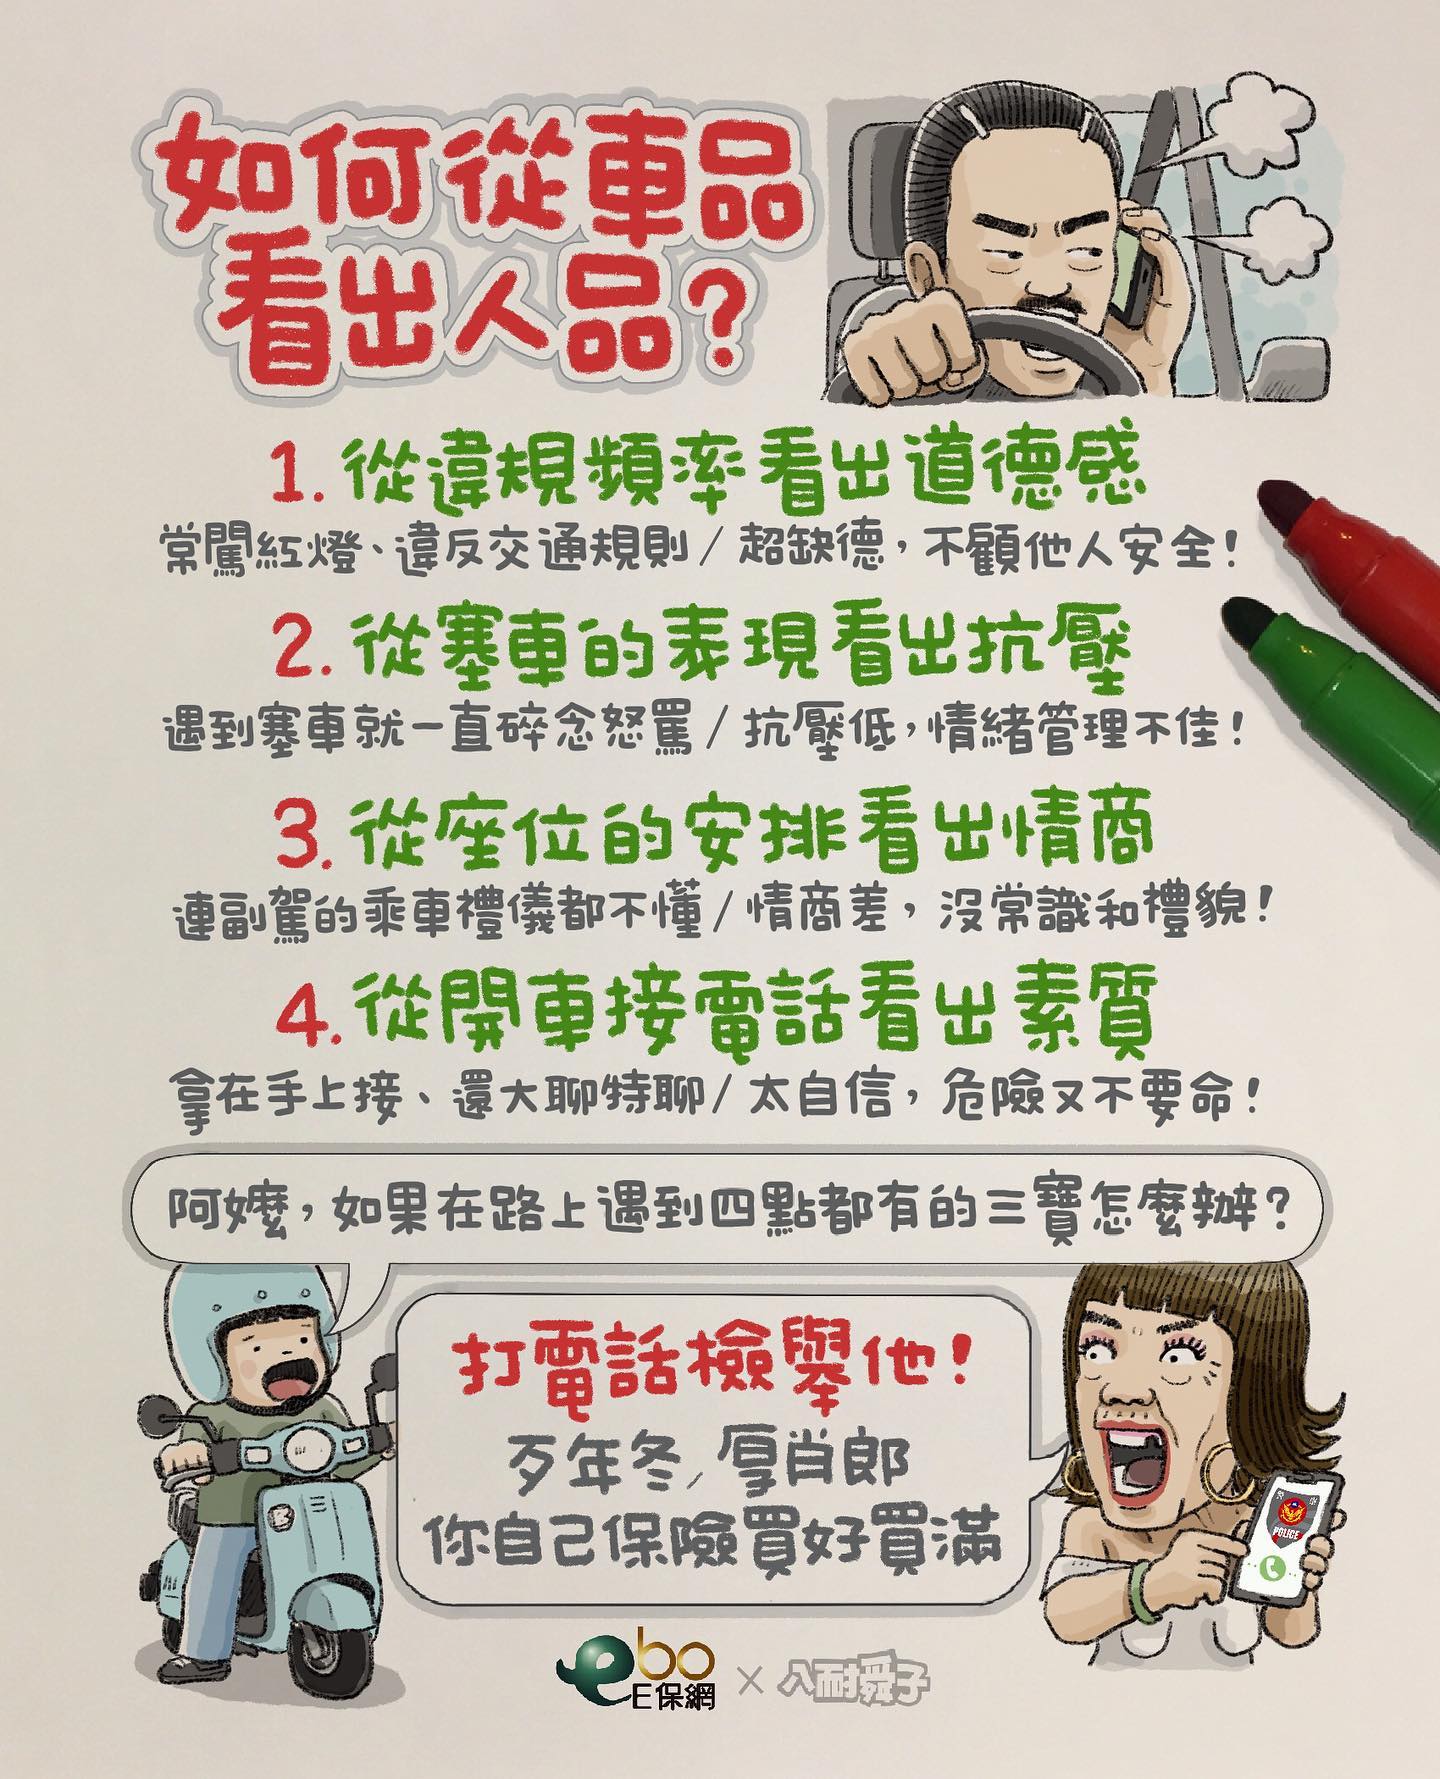 如何從車品
看出人品?
1. 從違規頻率看出道德感
常闖紅燈、違反交通規則/超缺德,不顧他人安全!
2. 從塞車的表現看出抗壓
遇到塞車就一直碎念怒罵/抗壓低,情緒管理不佳!
3. 從座位的安排看出情商
連副駕的乘車禮儀都不懂/情商差,沒常識和禮貌!
4. 從開車接電話看出素質
拿在手上接、還大聊特聊/太自信,危險又不要命!
阿嬤,如果在路上遇到四點都有的三寶怎麼辦?
打電話檢舉他!
歹年冬,厚肖郎
你自己保險買好買滿
POLICE
ebo
E保網
×
八耐舜子